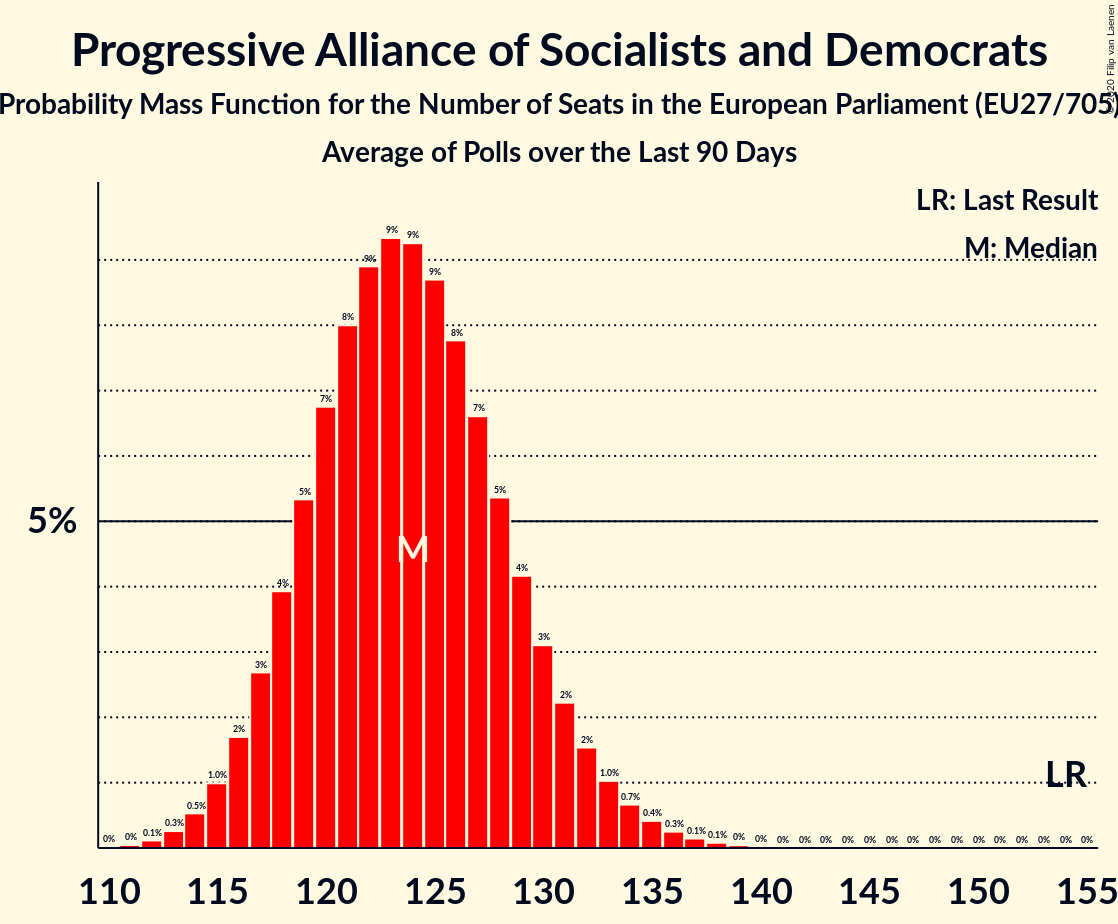 Progressive Alliance of Socialists and Democrats
Probability Mass Function for the Number of Seats in the European Parliament (EU27/705)
Average of Polls over the Last 90 Days
© 2020 Filip van Laenen
LR: Last Result
M: Median
5%
0% 0% 0.1% 0.3% 0.5% 1.0% 2% 3% 4% 5% 7% 8% 9% 9% 9% 9% 8% 7% 5% 4% 3% 2% 2% 1.0% 0.7% 0.4% 0.3% 0.1% 0.1% 0% 0% 0% 0% 0% 0% 0% 0% 0% 0% 0% 0% 0% 0% 0% 0% 0%
M
LR
110 115 120 125 130 135 140 145 150 155